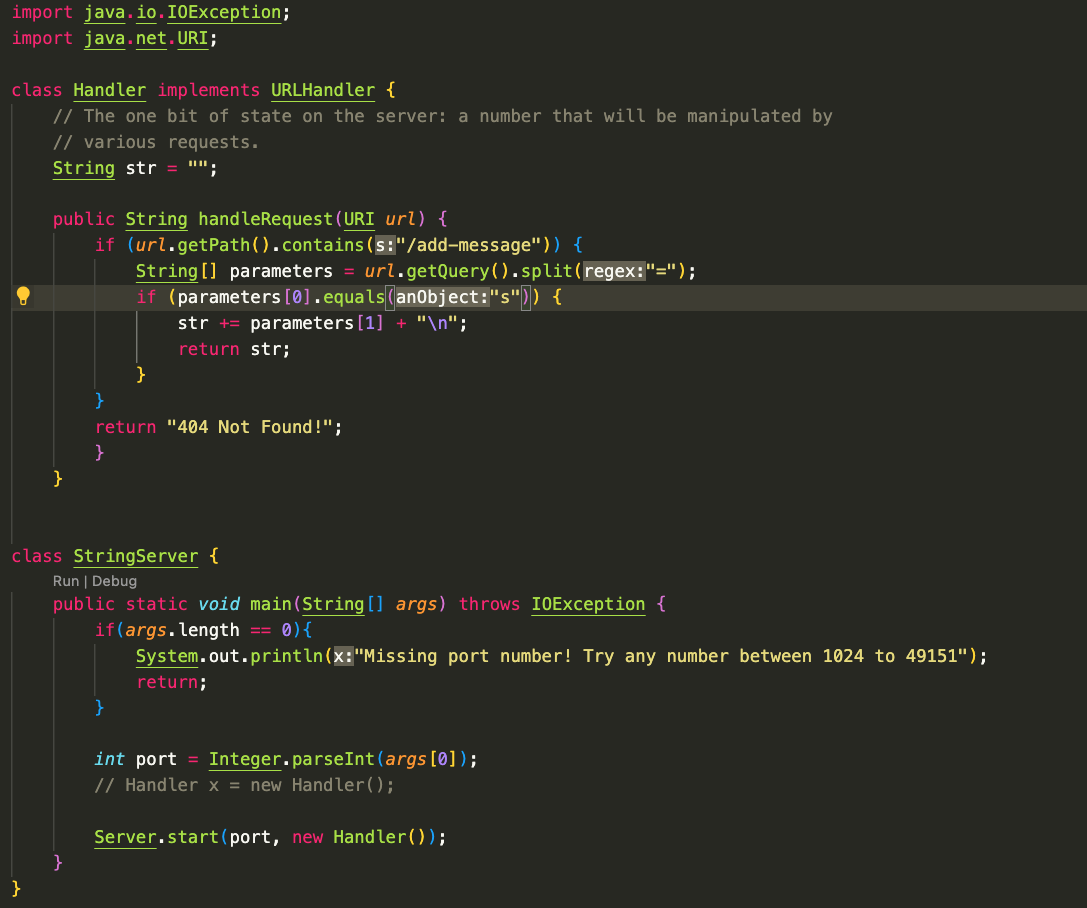 import java.io.IOException;
import java.net.URI;
class Handler implements URLHandler {
// The one bit of state on the server: a number that will be manipulated by
// various requests.
String str = "";
public String handleRequest(URI url) {
if (url.getPath().contains(s:"/add-message")) {
String[] parameters = url.getQuery().split(regex:"=");
if (parameters[0].equals(anObject:"s")) {
str += parameters[1] + "\n";
return str;
}
}
return "404 Not Found!";
}
}
class StringServer {
Run | Debug
public static void main(String[] args) throws IOException {
if(args.length == 0){
System.out.println(x:"Missing port number! Try any number between 1024 to 49151");
return;
}
int port = Integer.parseInt(args[0]);
// Handler x = new Handler();
Server.start(port, new Handler());
}
}